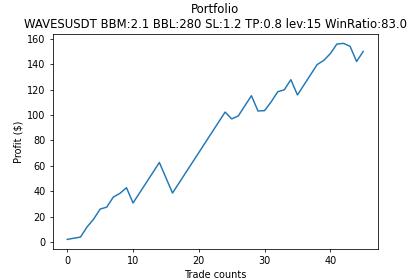 Portfolio
WAVESUSDT BBM:2.1 BBL:280 SL:1.2 TP:0.8 lev:15 WinRatio:83.0
160
140
120
100
80
60
40
20
0
Profit ($)
0 10 20 30 40
Trade counts